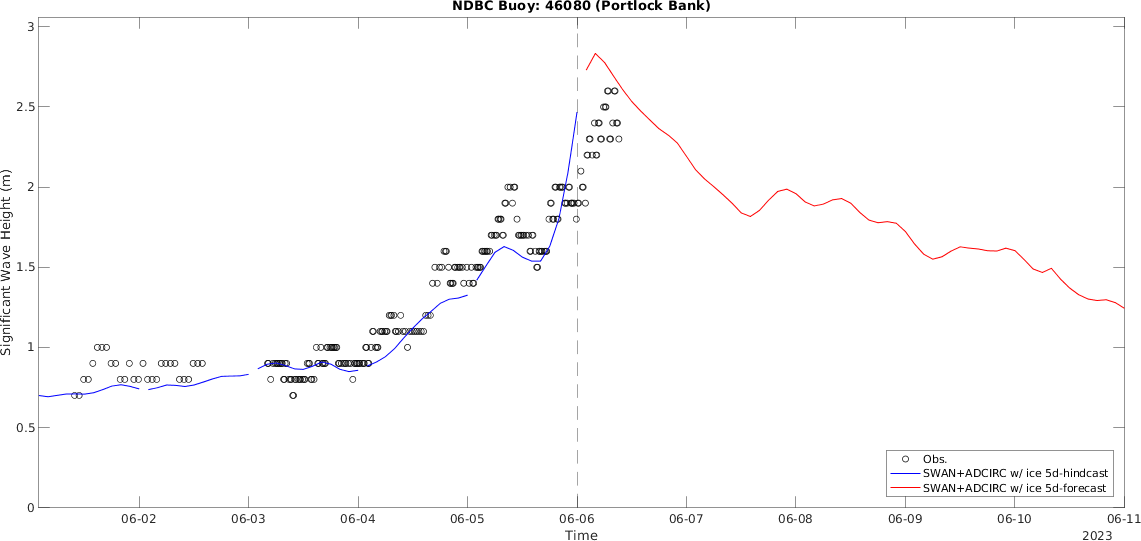 NDBC Buoy: 46080 (Portlock Bank)
3
2.5
2
1.5
1
0.5
0
Significant Wave Height (m)
Obs.
SWAN+ADCIRC w/ ice 5d-hindcast
SWAN+ADCIRC w/ ice 5d-forecast
06-02 06-03 06-04 06-05 06-06 06-07 06-08 06-09 06-10 06-11
Time
2023